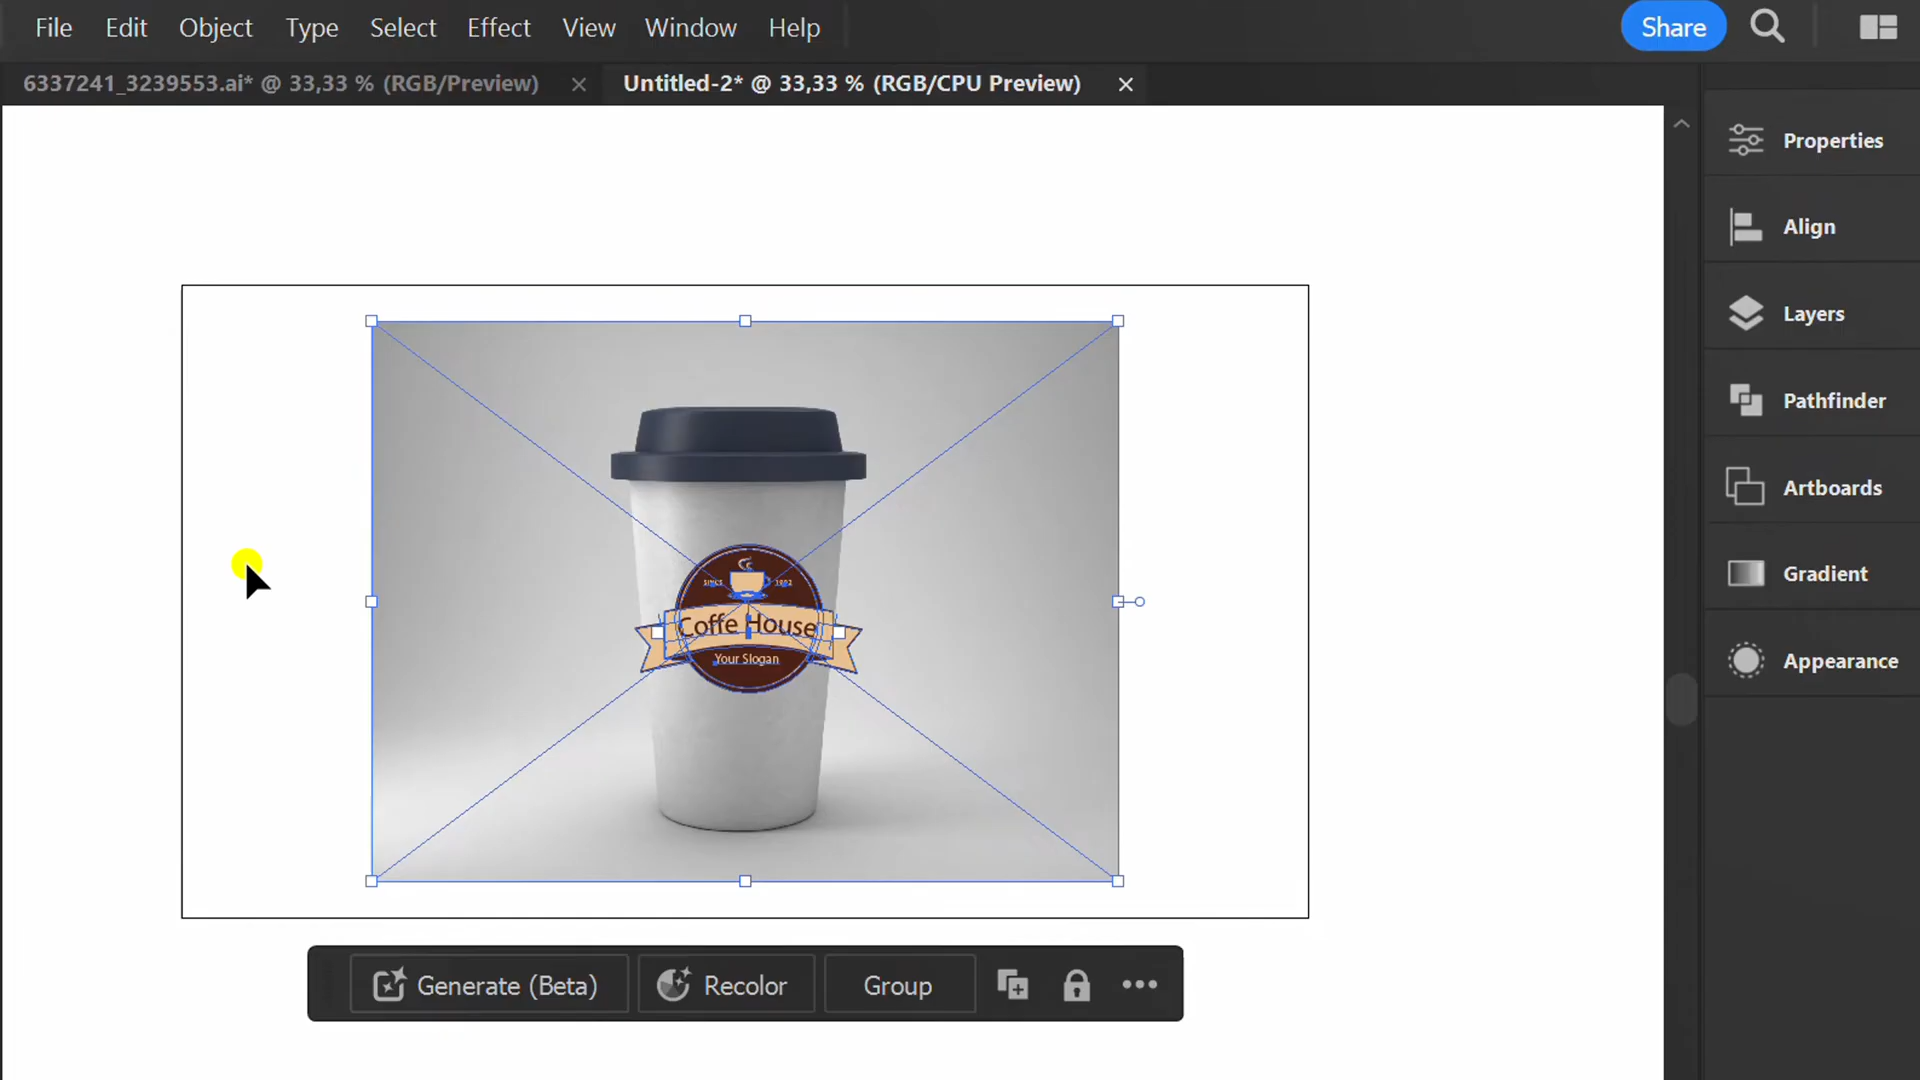 File Edit Object Type Select Effect View Window Help Share
6337241_3239553.ai* @ 33,33 % (RGB/Preview) Untitled-2* @ 33,33 % (RGB/CPU Preview)
Properties
Align
Layers
Pathfinder
Artboards
Gradient
Appearance
SINCE
Coffe House
Your Slogan
Generate (Beta) Recolor Group